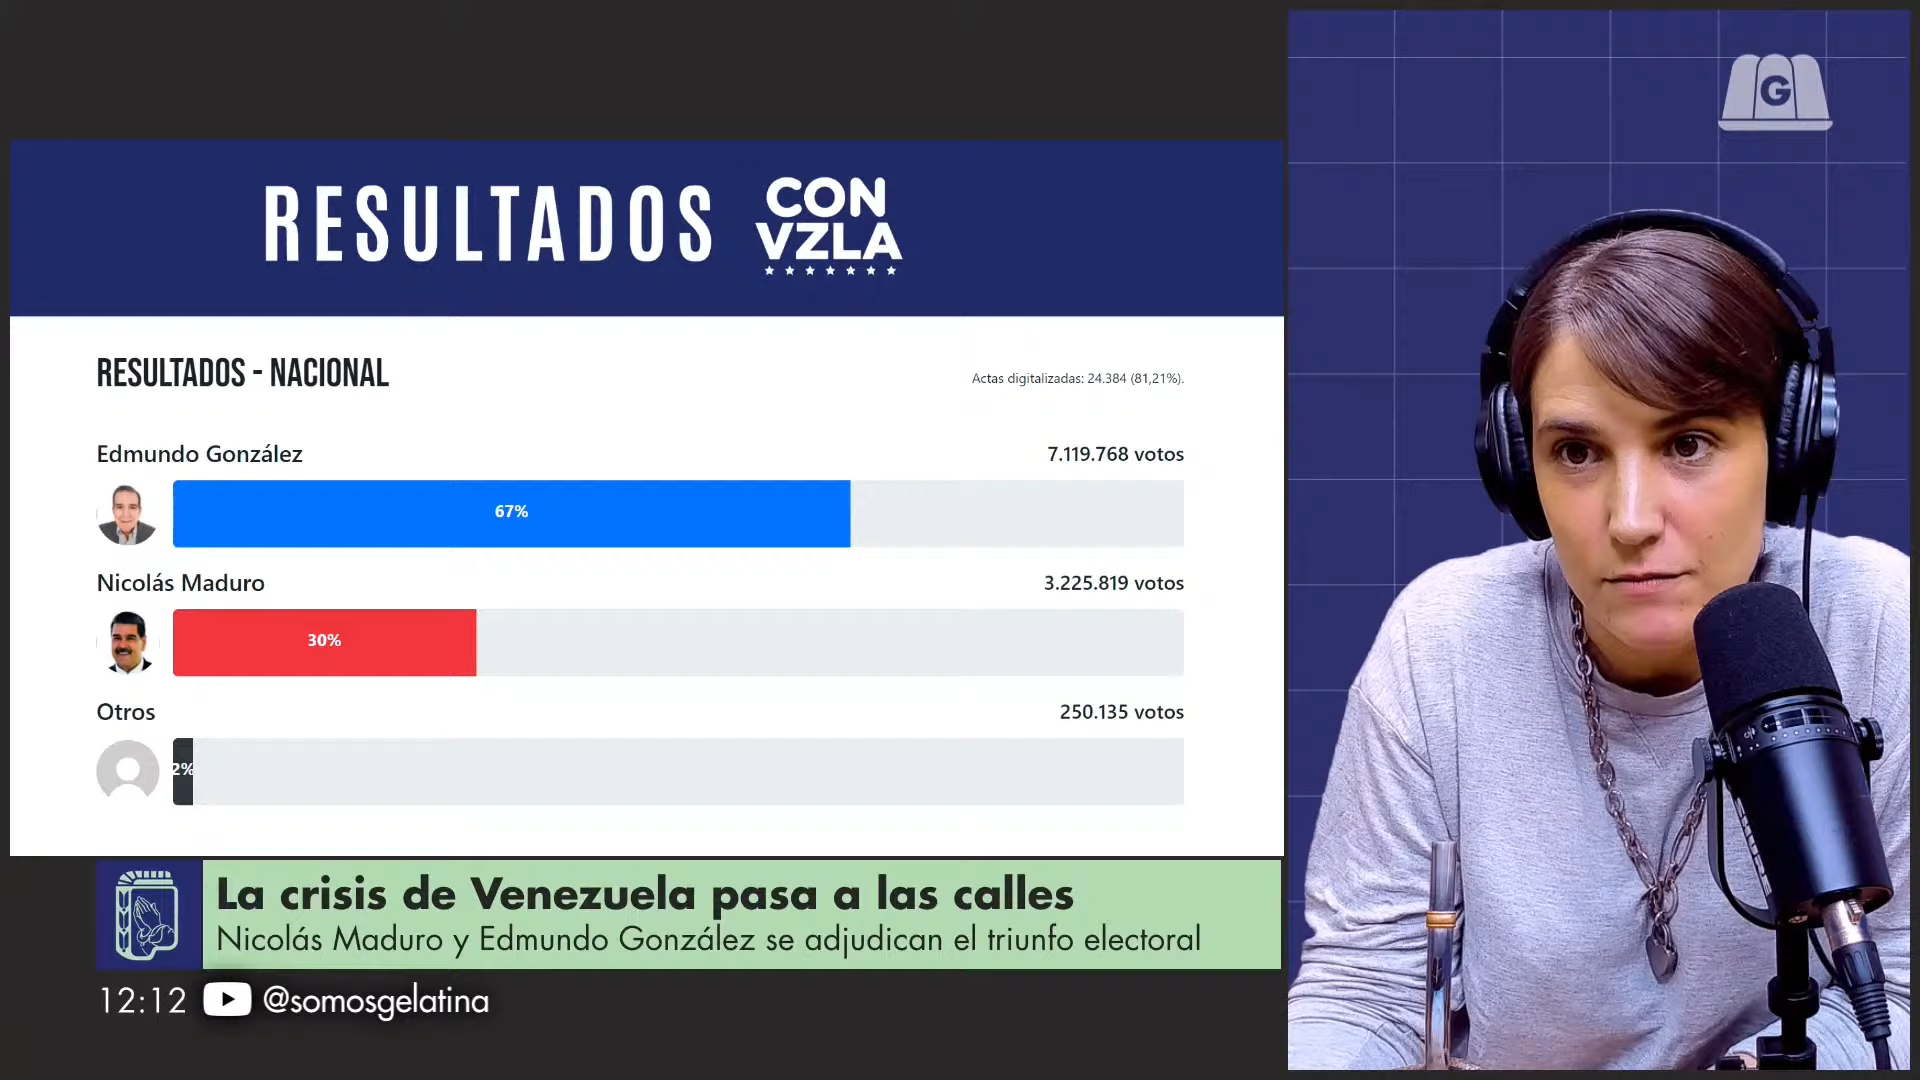 G
RESULTADOS
CON
VZLA
RESULTADOS - NACIONAL
Actas digitalizadas: 24.384 (81,21%).
Edmundo González
7.119.768 votos
67%
Nicolás Maduro
3.225.819 votos
30%
Otros
250.135 votos
2%
La crisis de Venezuela pasa a las calles
Nicolás Maduro y Edmundo González se adjudican el triunfo electoral
12:12
@somosgelatina